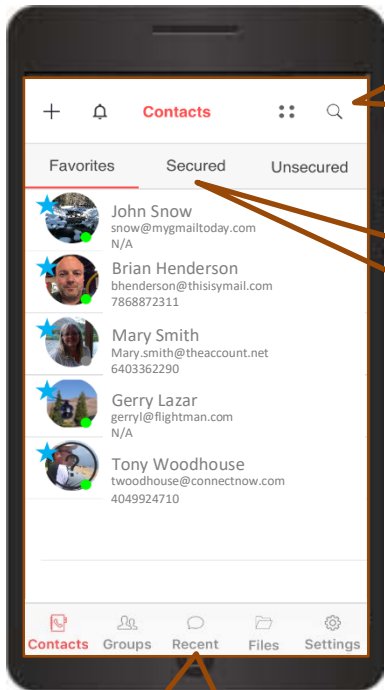 Contacts
Favorites Secured Unsecured
John Snow
snow@mygmailtoday.com
N/A
Brian Henderson
bhenderson@thisisymail.com
7868872311
Mary Smith
Mary.smith@theaccount.net
6403362290
Gerry Lazar
gerryl@flightman.com
N/A
Tony Woodhouse
twoodhouse@connectnow.com
4049924710
Contacts Groups Recent Files Settings